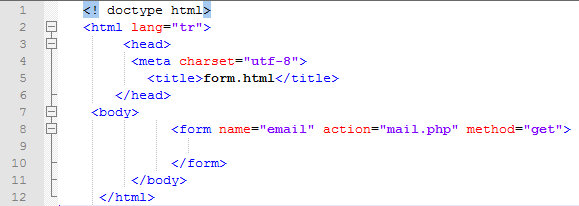 1 <! doctype html>
2 <html lang="tr">
3 <head>
4 <meta charset="utf-8">
5 <title>form.html</title>
6 </head>
7 <body>
8 <form name="email" action="mail.php" method="get">
9
10 </form>
11 </body>
12 </html>